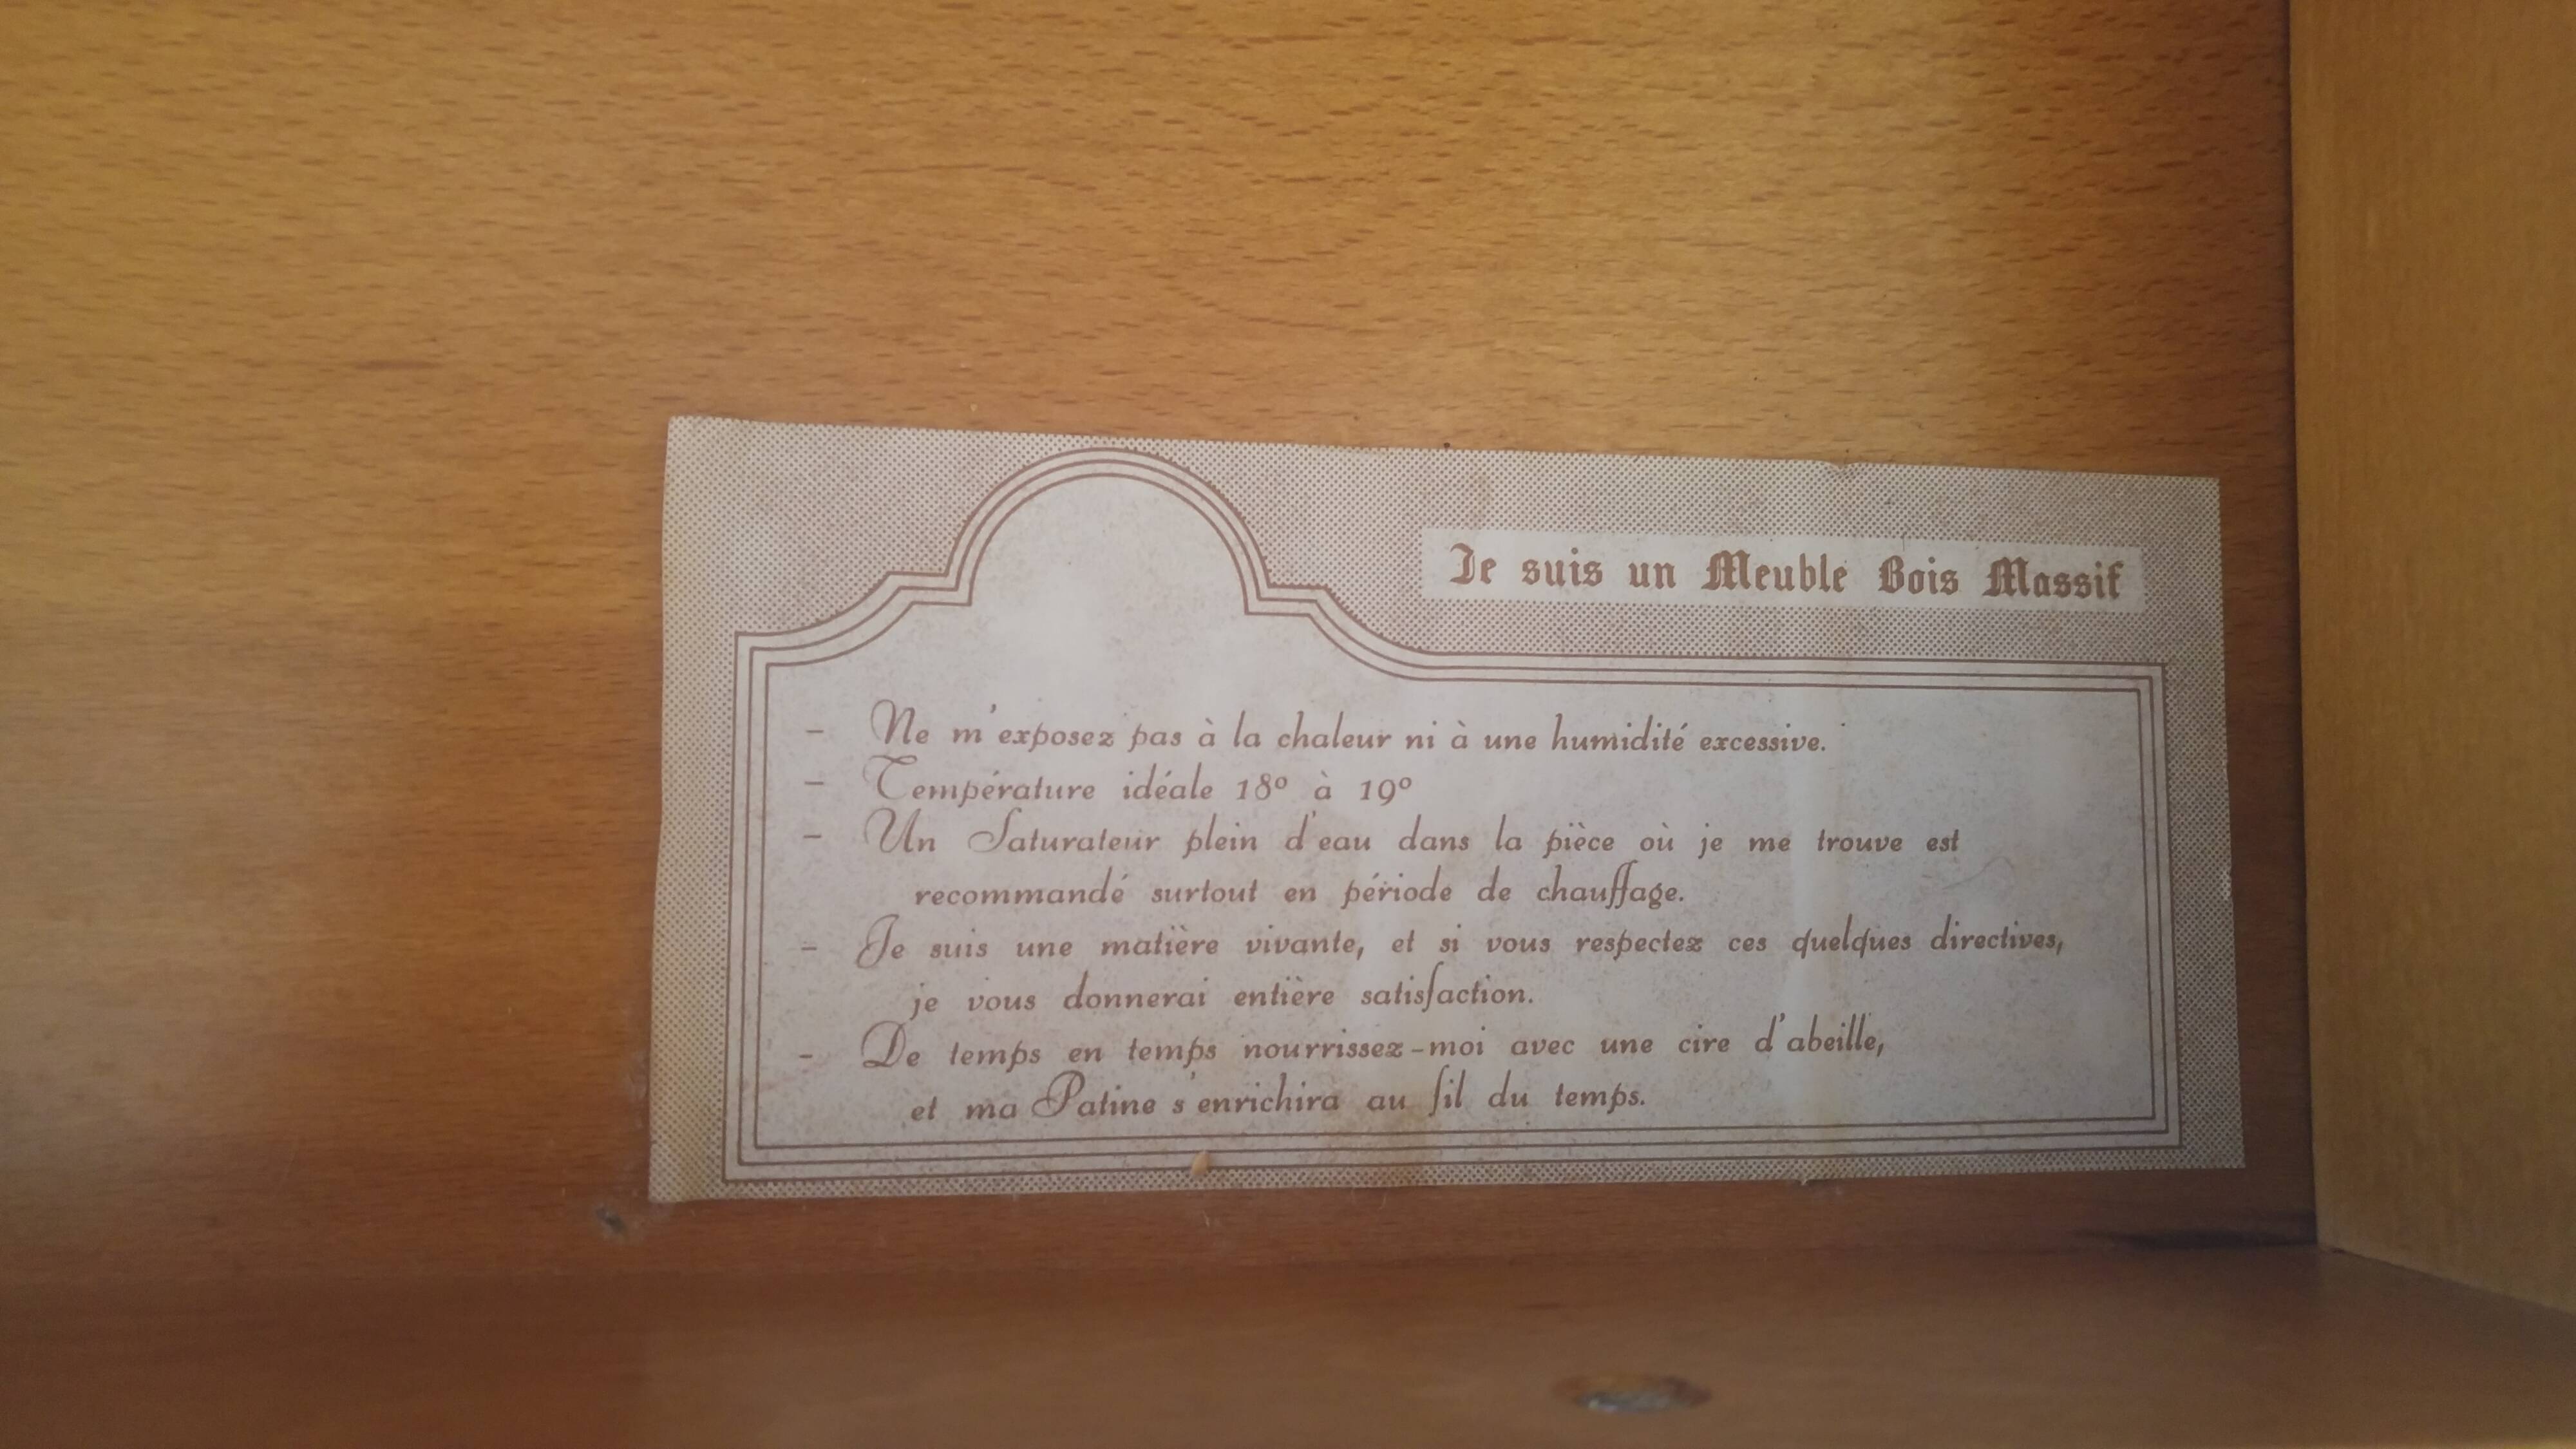 Je suis un Meuble Bois Massif
- Ne m'exposez pas à la chaleur ni à une humidité excessive.
- Température idéale 18° à 19°
- Un Saturateur plein d'eau dans la pièce où je me trouve est
recommandé surtout en période de chauffage.
- Je suis une matière vivante, et si vous respectez ces quelques directives,
je vous donnerai entière satisfaction.
- De temps en temps nourrissez-moi avec une cire d'abeille,
et ma Patine s'enrichira au fil du temps.